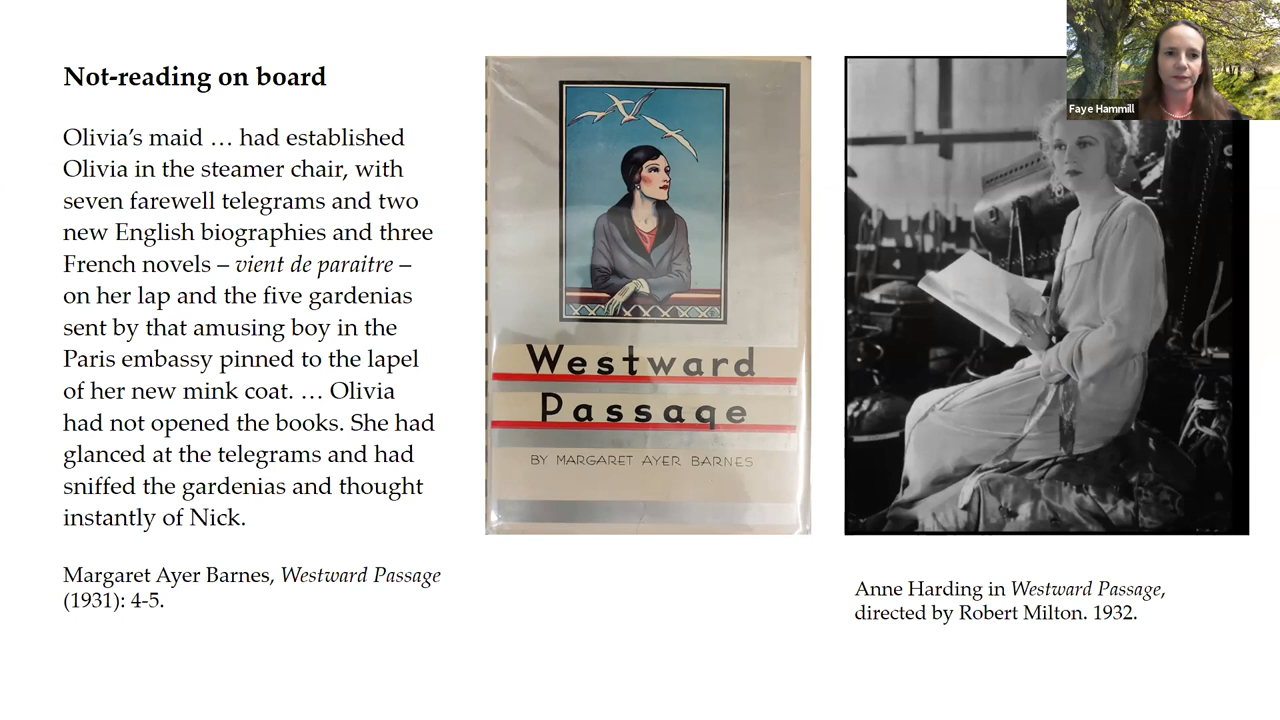 Not-reading on board
Olivia’s maid … had established
Olivia in the steamer chair, with
seven farewell telegrams and two
new English biographies and three
French novels – vient de paraitre –
on her lap and the five gardenias
sent by that amusing boy in the
Paris embassy pinned to the lapel
of her new mink coat. … Olivia
had not opened the books. She had
glanced at the telegrams and had
sniffed the gardenias and thought
instantly of Nick.
Margaret Ayer Barnes, Westward Passage
(1931): 4-5.
Westward
Passage
BY MARGARET AYER BARNES
Faye Hammill
4
Anne Harding in Westward Passage,
directed by Robert Milton. 1932.